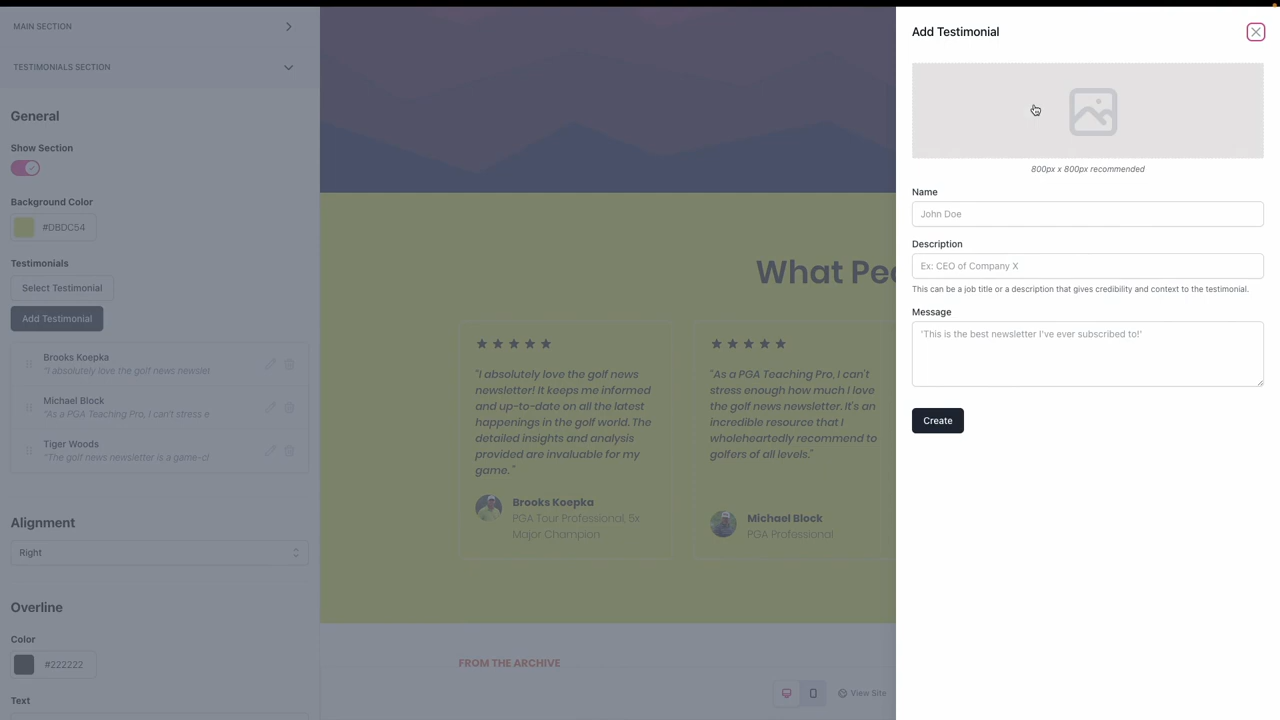 MAIN SECTION
TESTIMONIALS SECTION
General
Show Section
Background Color
#DBDC54
Testimonials
Select Testimonial
Add Testimonial
Brooks Koepka
"I absolutely love the golf news newslet
Michael Block
"As a PGA Teaching Pro, I can't stress e
Tiger Woods
"The golf news newsletter is a game-cl
Alignment
Right
Overline
Color
#222222
Text
What Pe
"I absolutely love the golf news
newsletter! It keeps me informed
and up-to-date on all the latest
happenings in the golf world. The
detailed insights and analysis
provided are invaluable for my
game."
Brooks Koepka
PGA Tour Professional, 5x
Major Champion
"As a PGA Teaching Pro, I can't
stress enough how much I love
the golf news newsletter. It's an
incredible resource that I
wholeheartedly recommend to
golfers of all levels."
Michael Block
PGA Professional
FROM THE ARCHIVE
View Site
Add Testimonial
800px x 800px recommended
Name
John Doe
Description
Ex: CEO of Company X
This can be a job title or a description that gives credibility and context to the testimonial.
Message
'This is the best newsletter I've ever subscribed to!'
Create